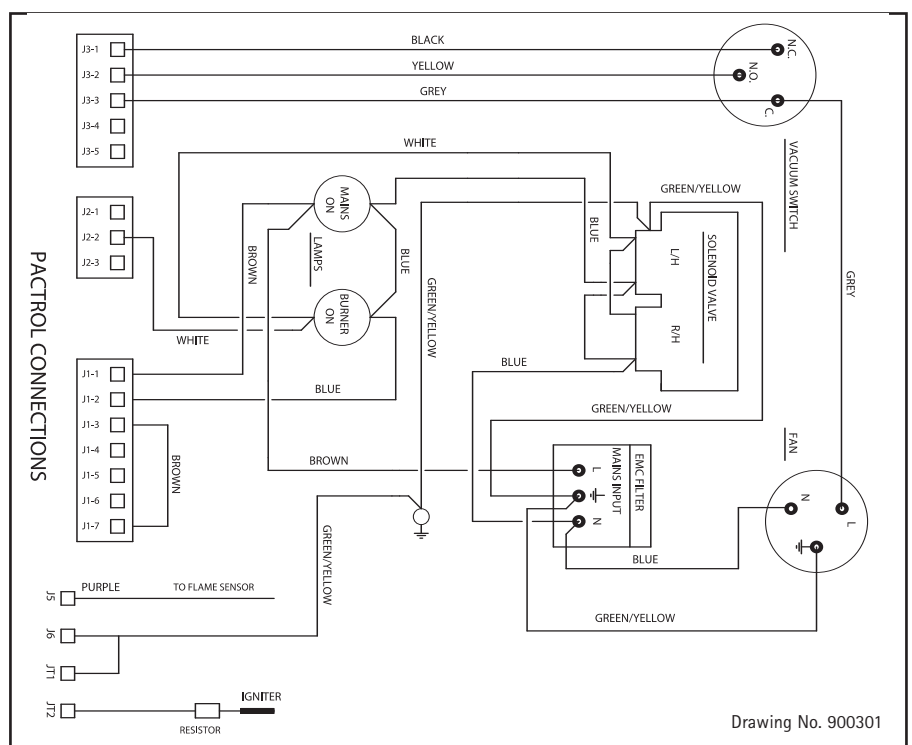 BLACK
N.C.
J3-1
YELLOW
J3-2
N.O.
GREY
J3-3
C.
J3-4
J3-5
WHITE
VACUUM SWITCH
GREEN/YELLOW
MAINS ON
J2-1
J2-2
J2-3
BROWN
LAMPS
BLUE
BLUE
L/H
SOLENOID VALVE
R/H
GREY
GREEN/YELLOW
BURNER ON
WHITE
PACTROL CONNECTIONS
J1-1
BLUE
BLUE
J1-2
GREEN/YELLOW
J1-3
J1-4
BROWN
J1-5
J1-6
J1-7
BROWN
L
N
MAINS INPUT
EMC FILTER
FAN
N
L
GREEN/YELLOW
BLUE
J5
PURPLE
TO FLAME SENSOR
J6
GREEN/YELLOW
JT1
JT2
IGNITER
RESISTOR
Drawing No. 900301